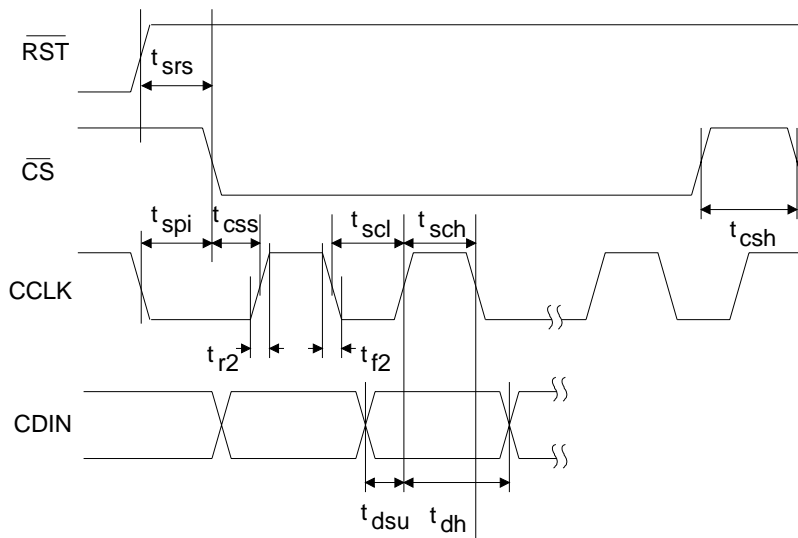 RST
t srs
CS
t spi
t css
t scl
t sch
t csh
CCLK
t r2
t f2
CDIN
t dsu
t dh